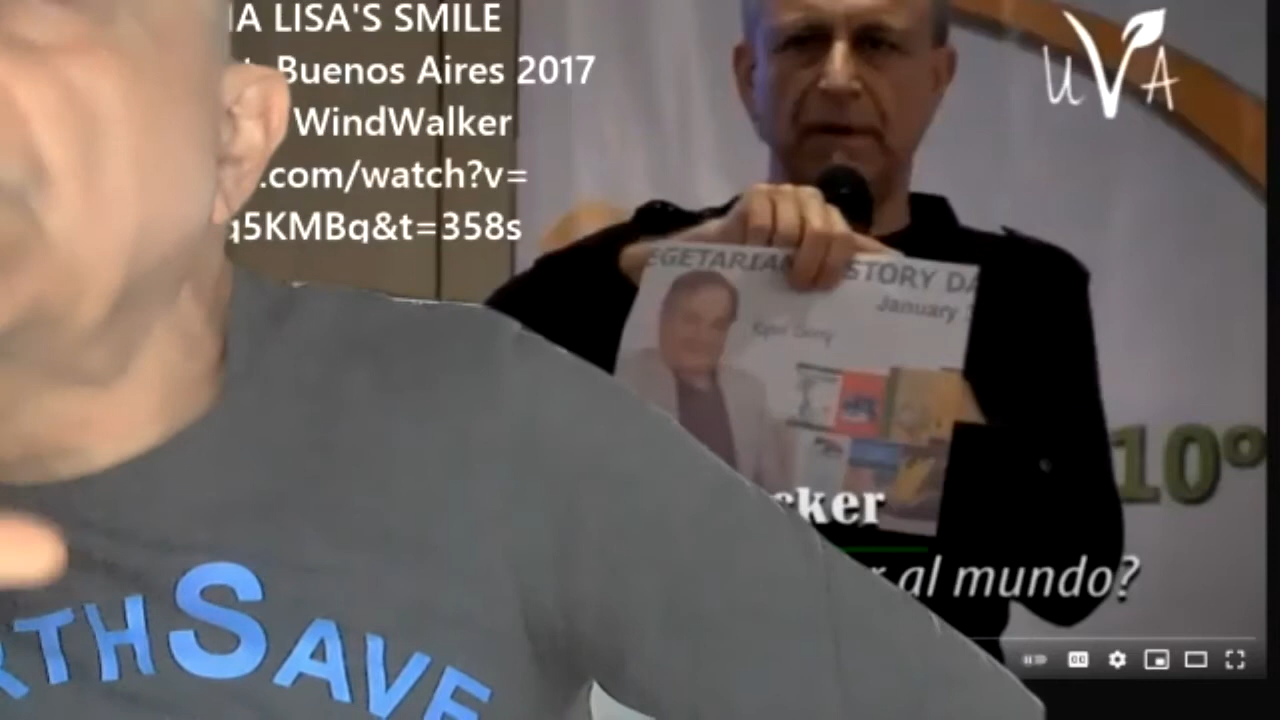 LISA'S SMILE
Buenos Aires 2017
WindWalker
.com/watch?v=
q5KMBq&t=358s
UVA
EGETARIAN STORY DA
January
10º
cker
al mundo?
RTHSAVE